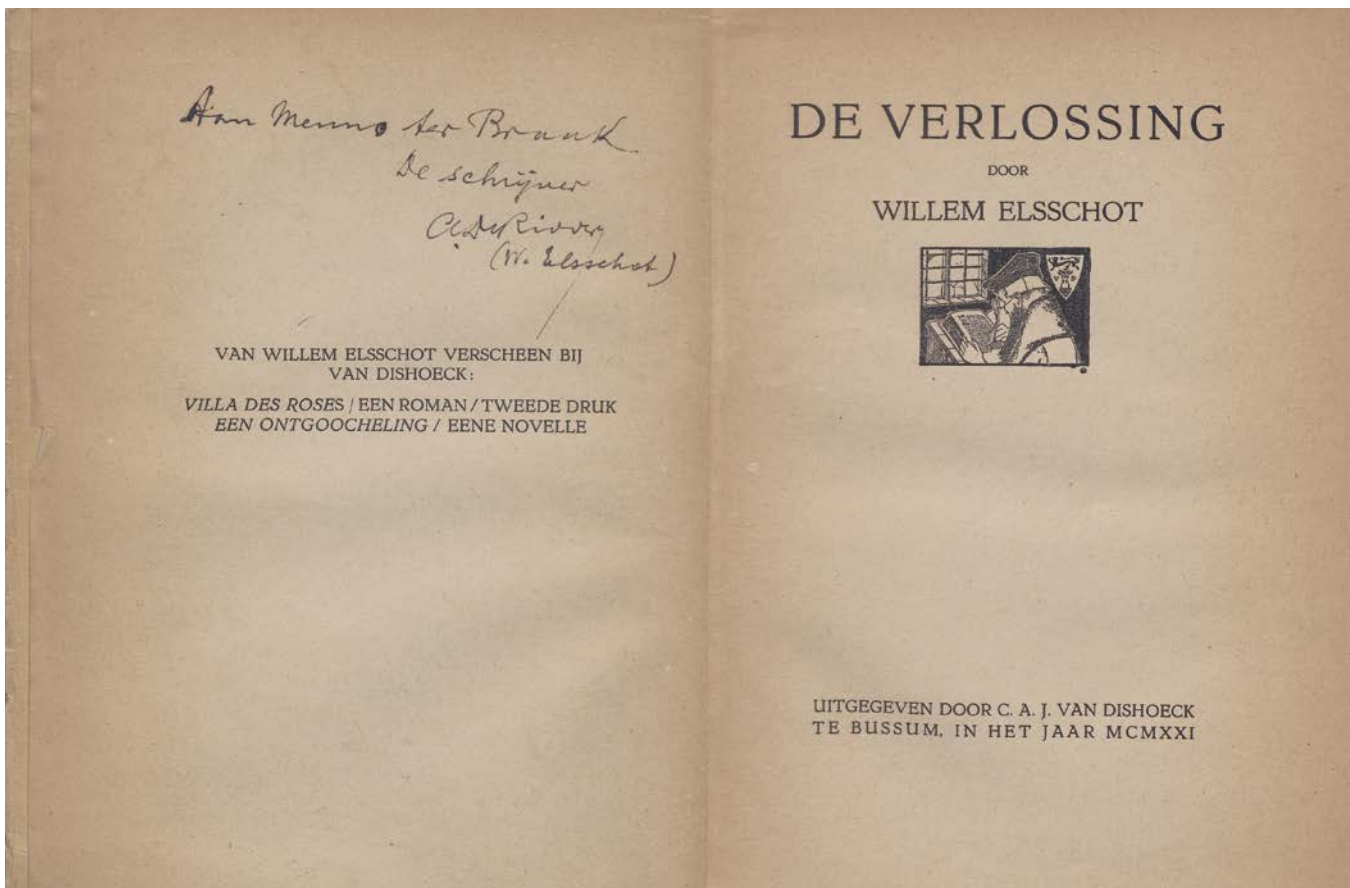 Aan Menno ter Braak
De schrijver
A. De Ridder
(W. Elsschot)
VAN WILLEM ELSSCHOT VERSCHEEN BIJ
VAN DISHOECK:
VILLA DES ROSES / EEN ROMAN / TWEEDE DRUK
EEN ONTGOOCHELING / EENE NOVELLE
DE VERLOSSING
DOOR
WILLEM ELSSCHOT
UITGEGEVEN DOOR C. A. J. VAN DISHOECK
TE BUSSUM, IN HET JAAR MCMXXI